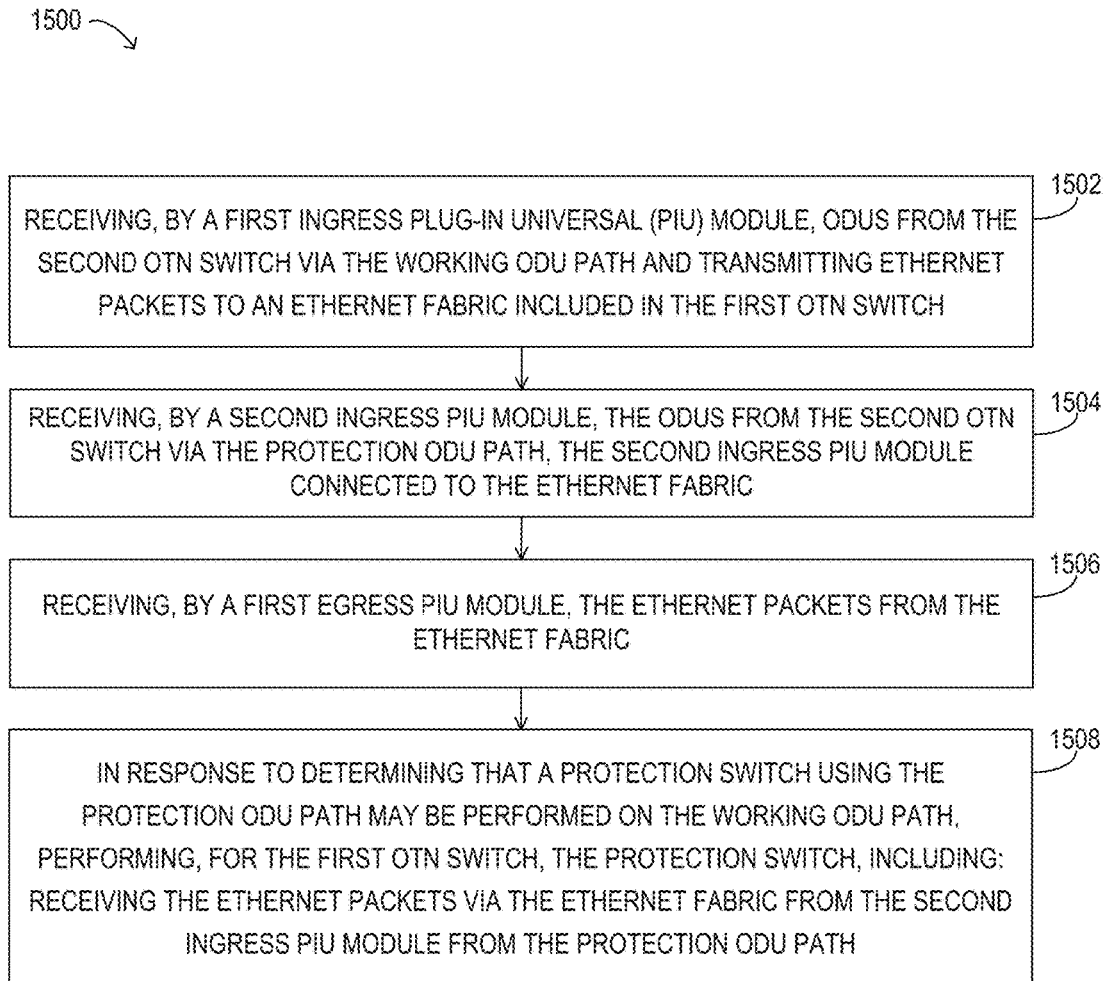 1500
1502
RECEIVING, BY A FIRST INGRESS PLUG-IN UNIVERSAL (PIU) MODULE, ODUS FROM THE
SECOND OTN SWITCH VIA THE WORKING ODU PATH AND TRANSMITTING ETHERNET
PACKETS TO AN ETHERNET FABRIC INCLUDED IN THE FIRST OTN SWITCH
1504
RECEIVING, BY A SECOND INGRESS PIU MODULE, THE ODUS FROM THE SECOND OTN
SWITCH VIA THE PROTECTION ODU PATH, THE SECOND INGRESS PIU MODULE
CONNECTED TO THE ETHERNET FABRIC
1506
RECEIVING, BY A FIRST EGRESS PIU MODULE, THE ETHERNET PACKETS FROM THE
ETHERNET FABRIC
1508
IN RESPONSE TO DETERMINING THAT A PROTECTION SWITCH USING THE
PROTECTION ODU PATH MAY BE PERFORMED ON THE WORKING ODU PATH,
PERFORMING, FOR THE FIRST OTN SWITCH, THE PROTECTION SWITCH, INCLUDING:
RECEIVING THE ETHERNET PACKETS VIA THE ETHERNET FABRIC FROM THE SECOND
INGRESS PIU MODULE FROM THE PROTECTION ODU PATH